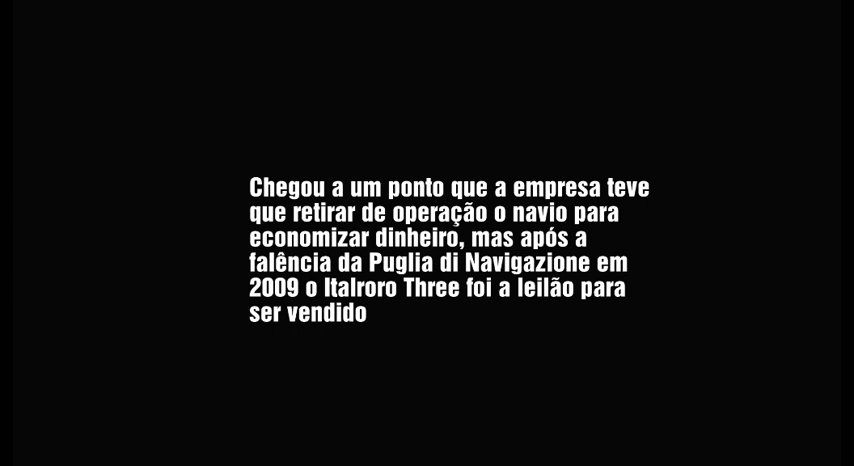 Chegou a um ponto que a empresa teve
que retirar de operação o navio para
economizar dinheiro, mas após a
falência da Puglia di Navigazione em
2009 o Italroro Three foi a leilão para
ser vendido